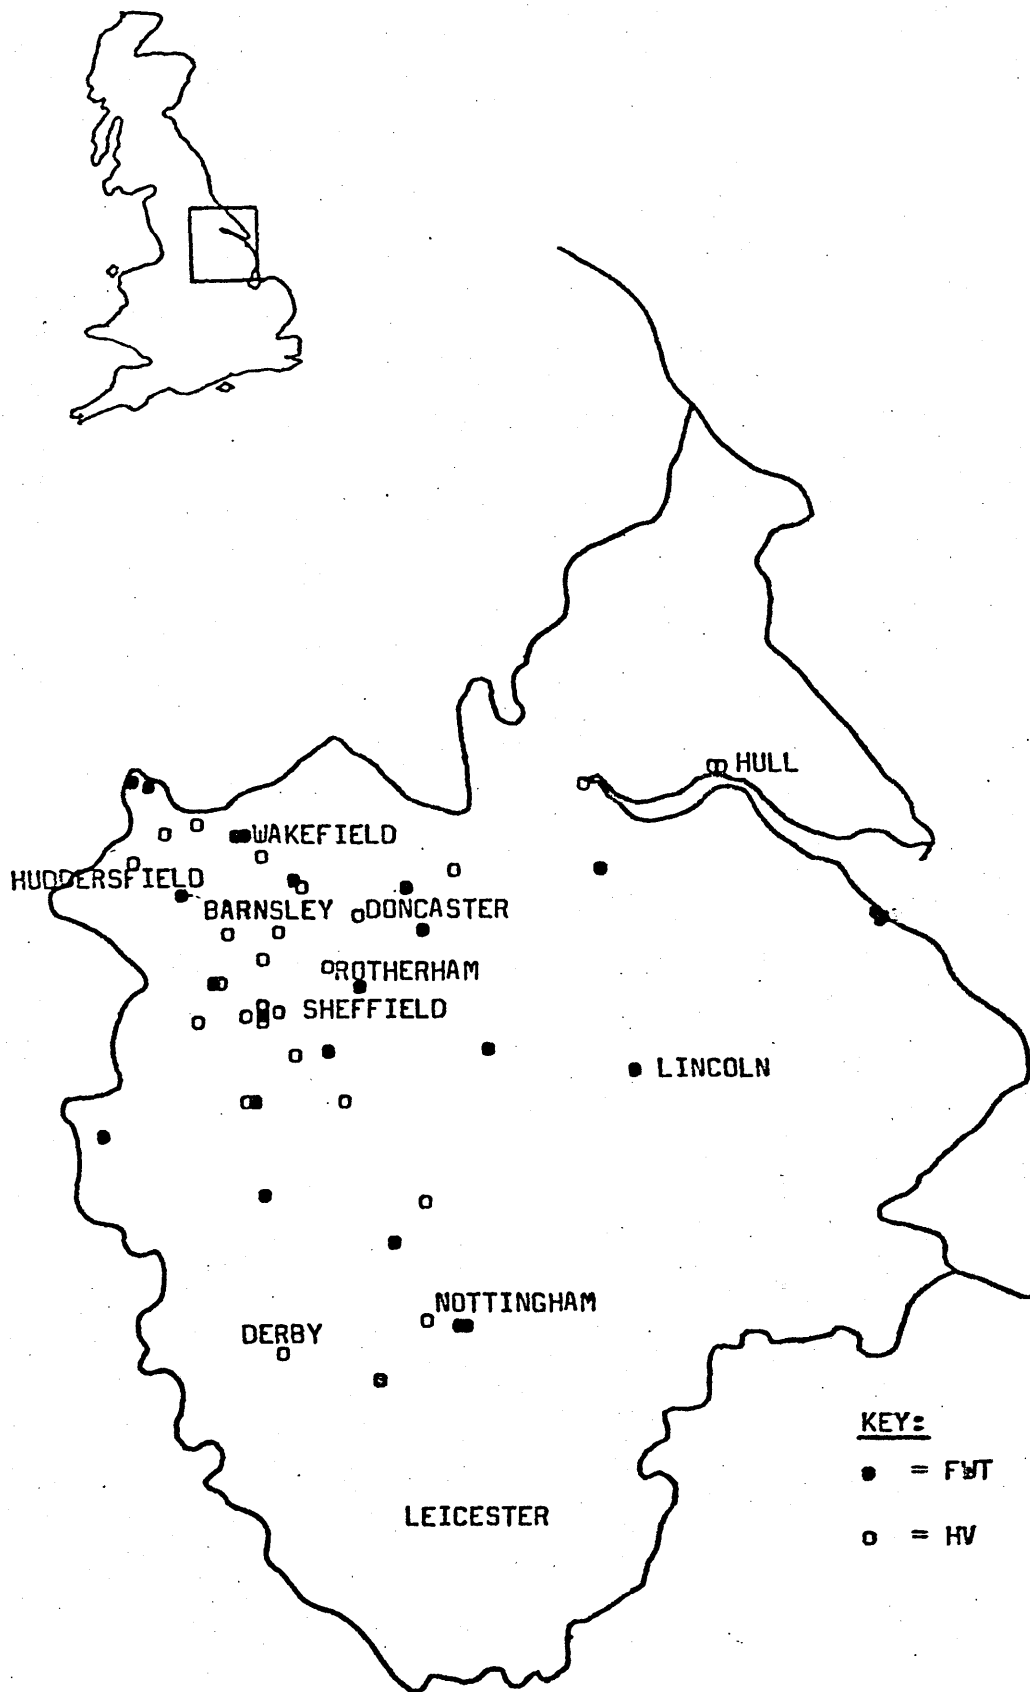 HULL
WAKEFIELD
HUDDERSFIELD
BARNSLEY
DONCASTER
ROTHERHAM
SHEFFIELD
LINCOLN
NOTTINGHAM
DERBY
KEY:
= FWT
LEICESTER
= HV